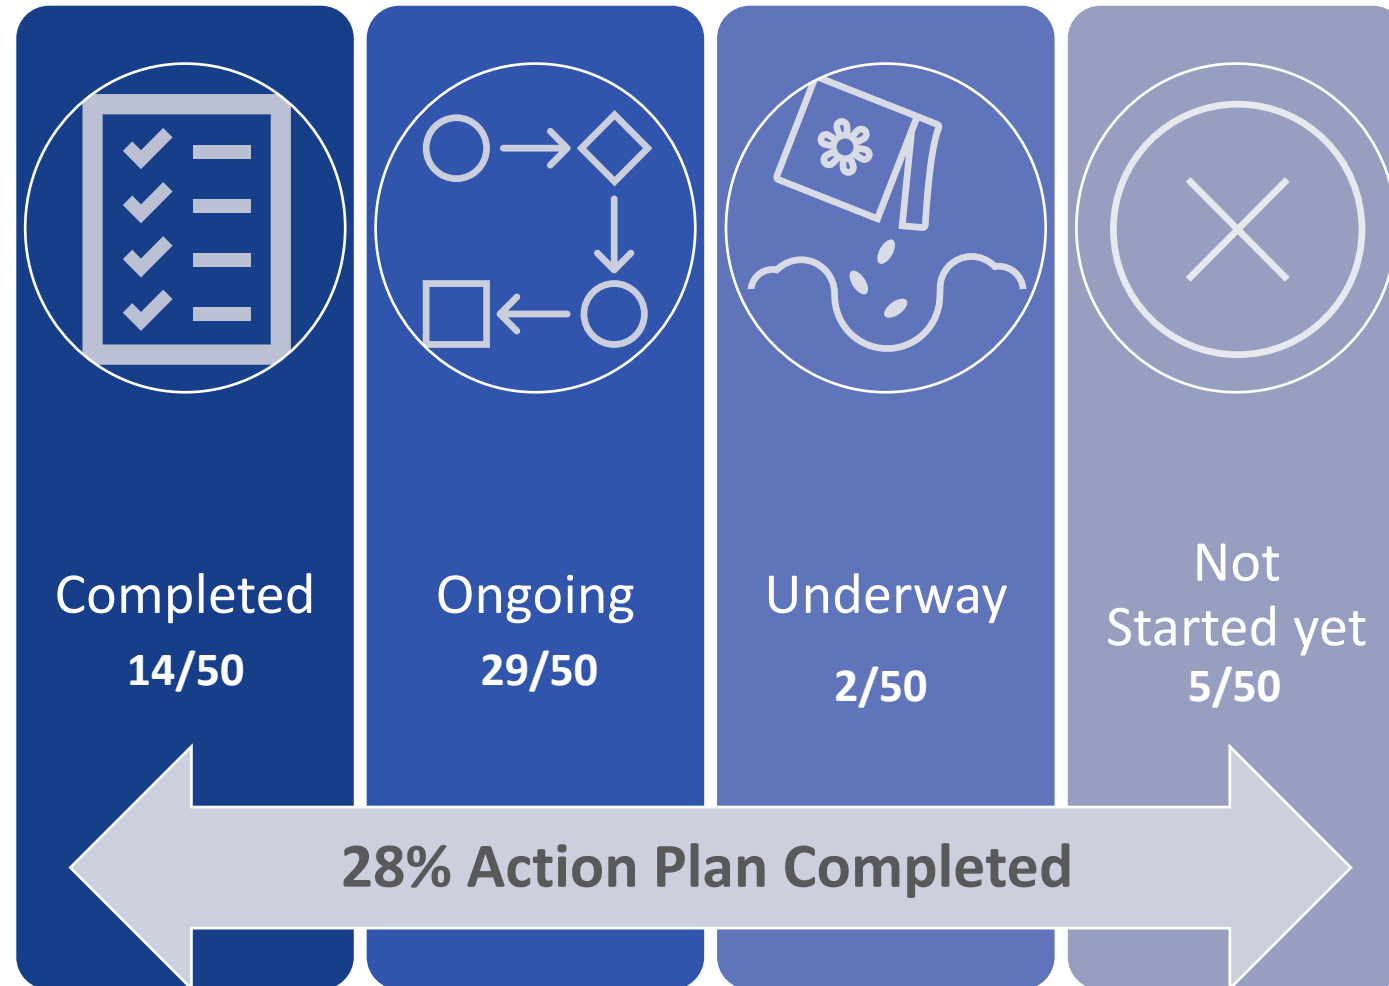 Completed
14/50
Ongoing
29/50
Underway
2/50
Not
Started yet
5/50
28% Action Plan Completed